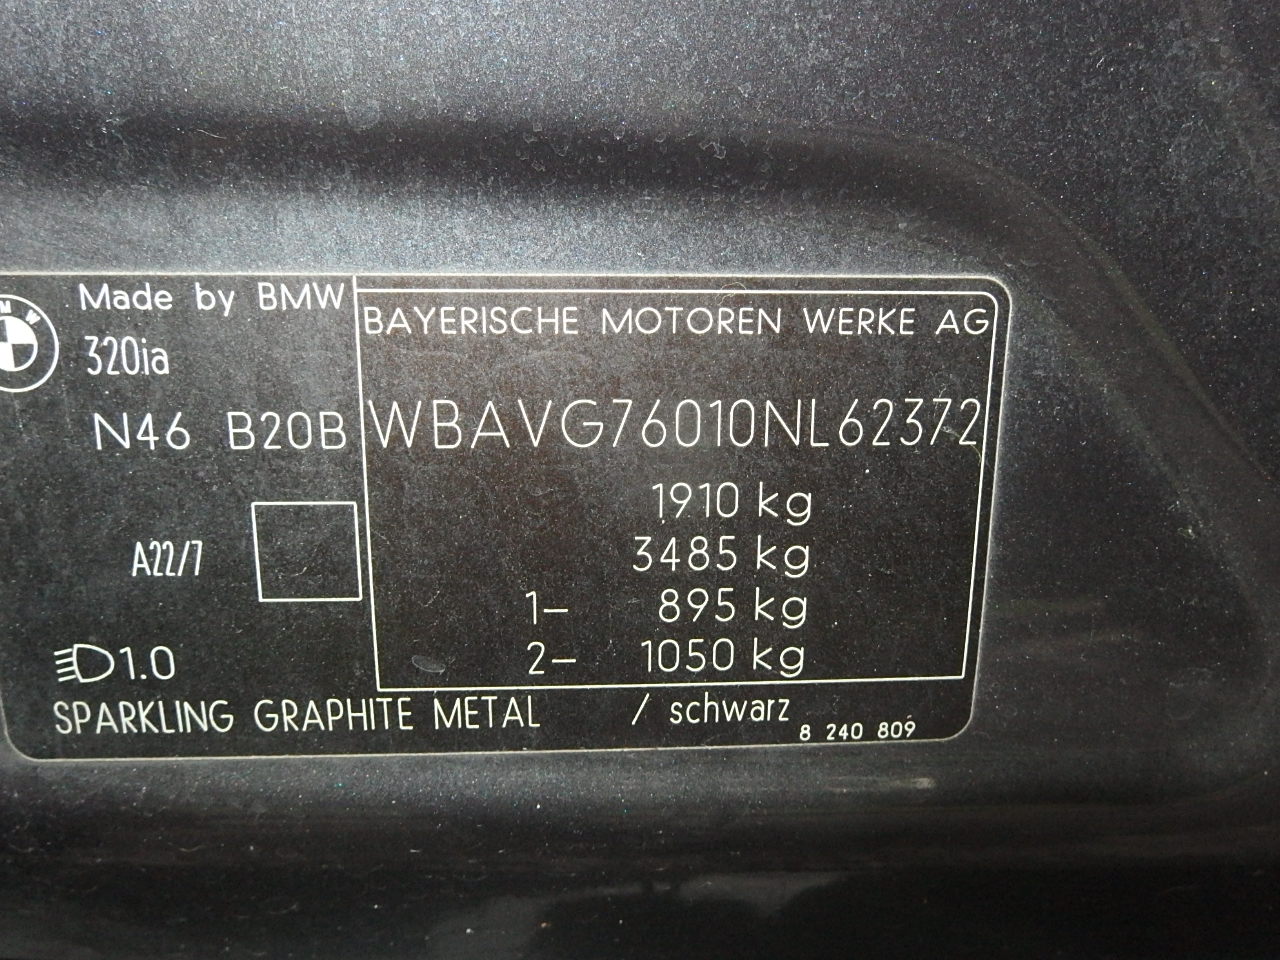 Made by BMW
320ia
N46 B20B
A22/7
1.0
BAYERISCHE MOTOREN WERKE AG
WBAVG76010NL62372
1910 kg
3485 kg
1- 895 kg
2- 1050 kg
SPARKLING GRAPHITE METAL / schwarz
8 240 809